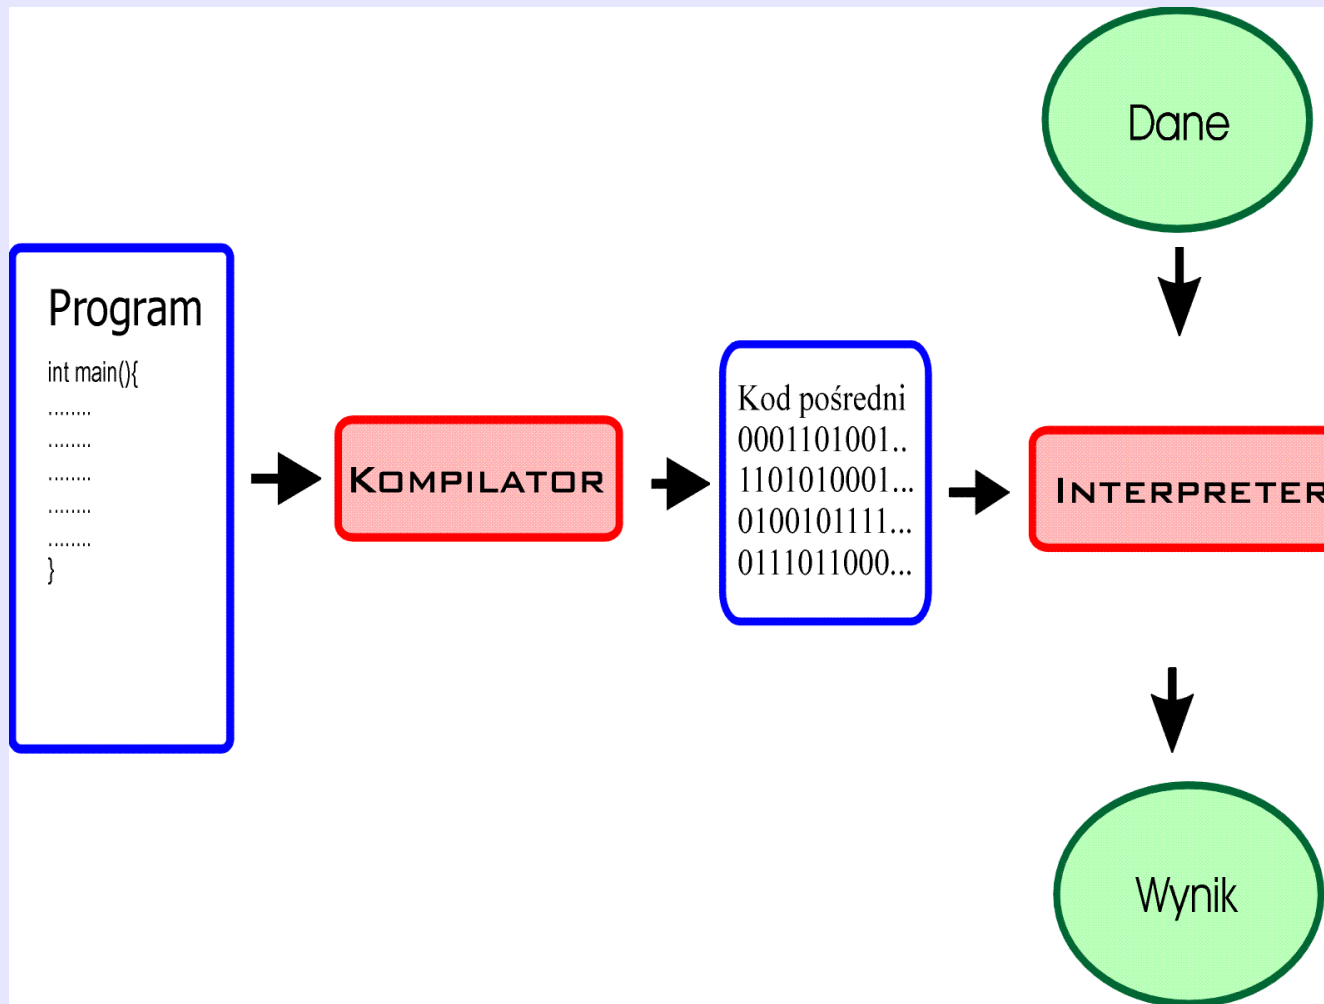 Program
int main(){
........
........
........
........
........
}
KOMPILATOR
Kod pośredni
0001101001..
1101010001...
0100101111...
0111011000...
Dane
INTERPRETER
Wynik